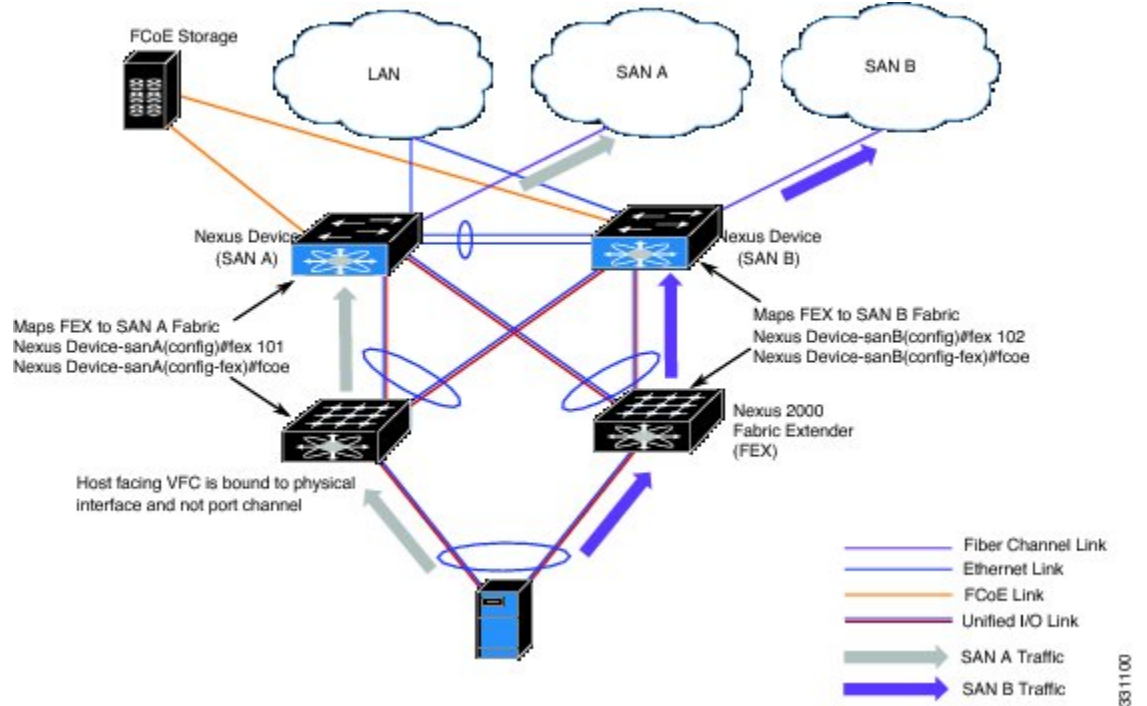 FCoE Storage
LAN
SAN A
SAN B
Nexus Device
(SAN A)
Nexus Device
(SAN B)
Maps FEX to SAN A Fabric
Nexus Device-sanA(config)#fex 101
Nexus Device-sanA(config-fex)#fcoe
Maps FEX to SAN B Fabric
Nexus Device-sanB(config)#fex 102
Nexus Device-sanB(config-fex)#fcoe
Nexus 2000
Fabric Extender
(FEX)
Host facing VFC is bound to physical
interface and not port channel
Fiber Channel Link
Ethernet Link
FCoE Link
Unified I/O Link
SAN A Traffic
SAN B Traffic
331100